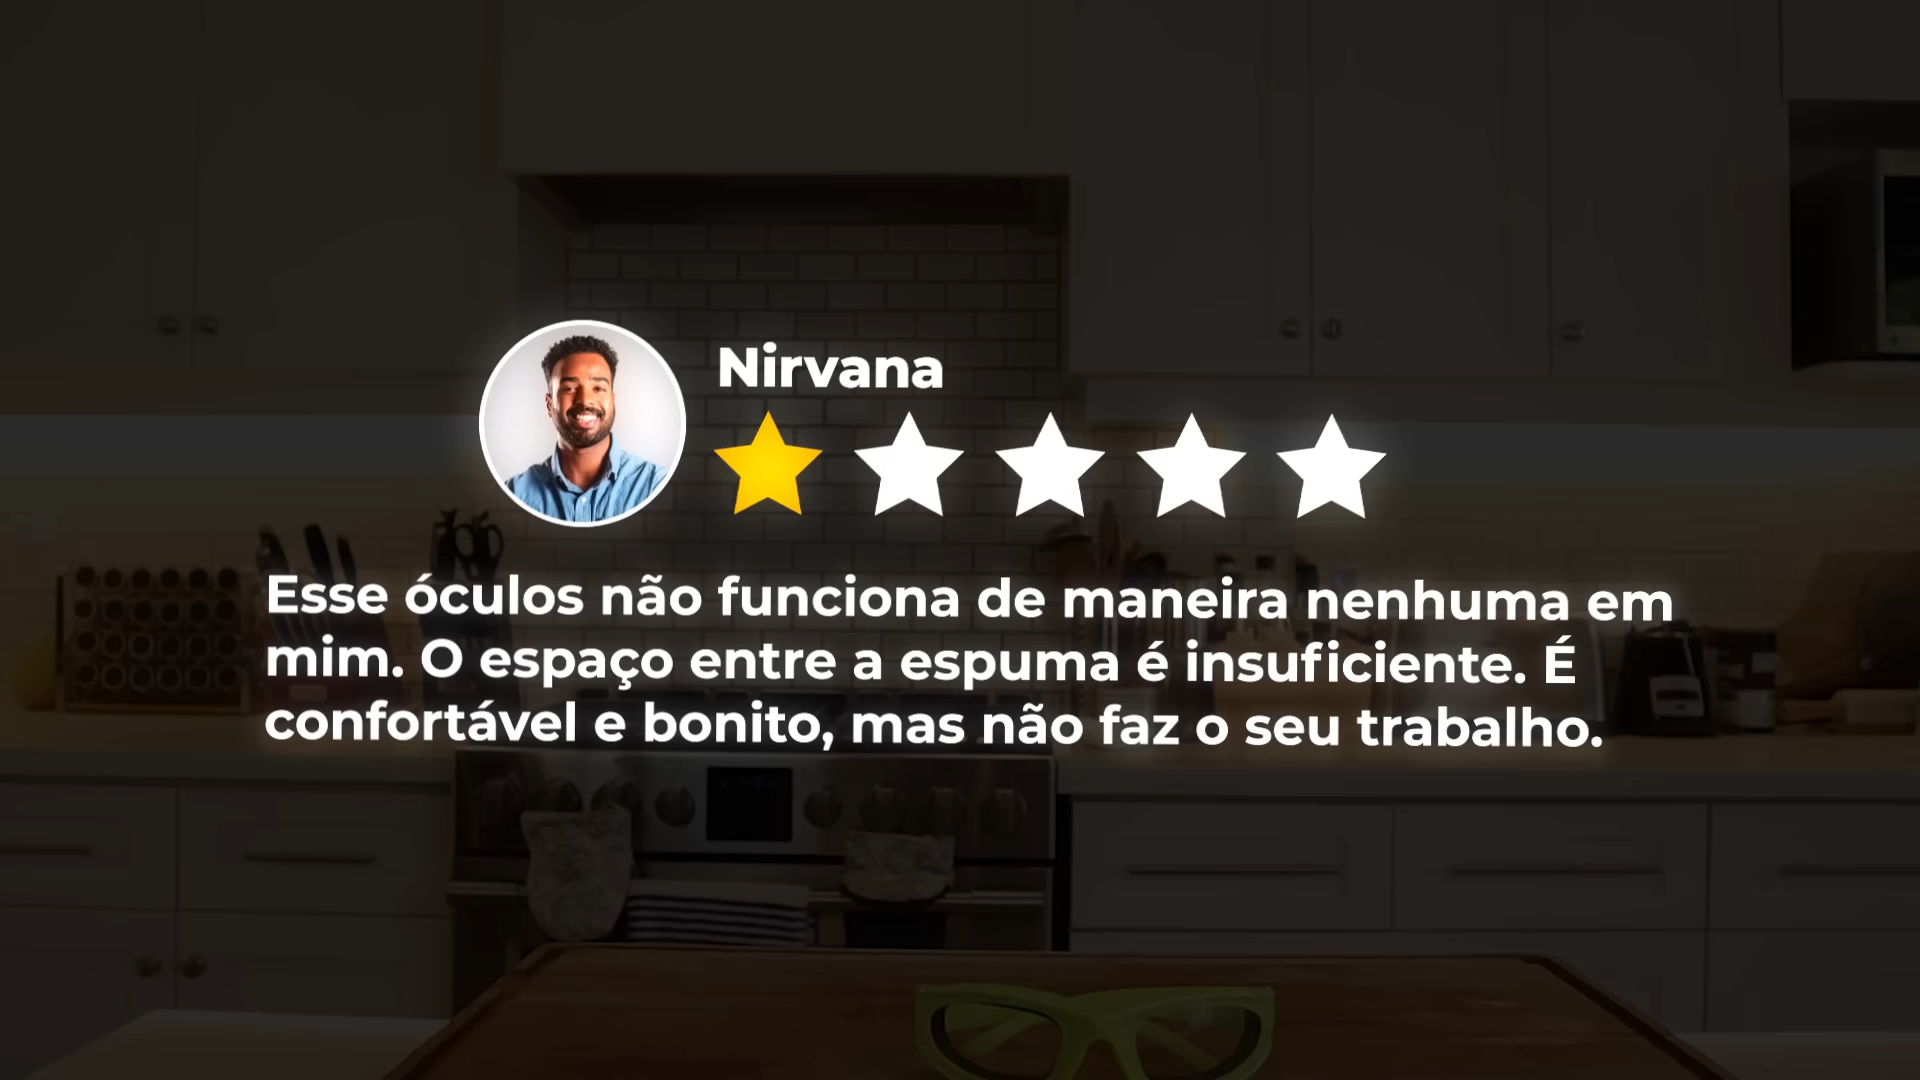 Nirvana
Esse óculos não funciona de maneira nenhuma em
mim. O espaço entre a espuma é insuficiente. É
confortável e bonito, mas não faz o seu trabalho.